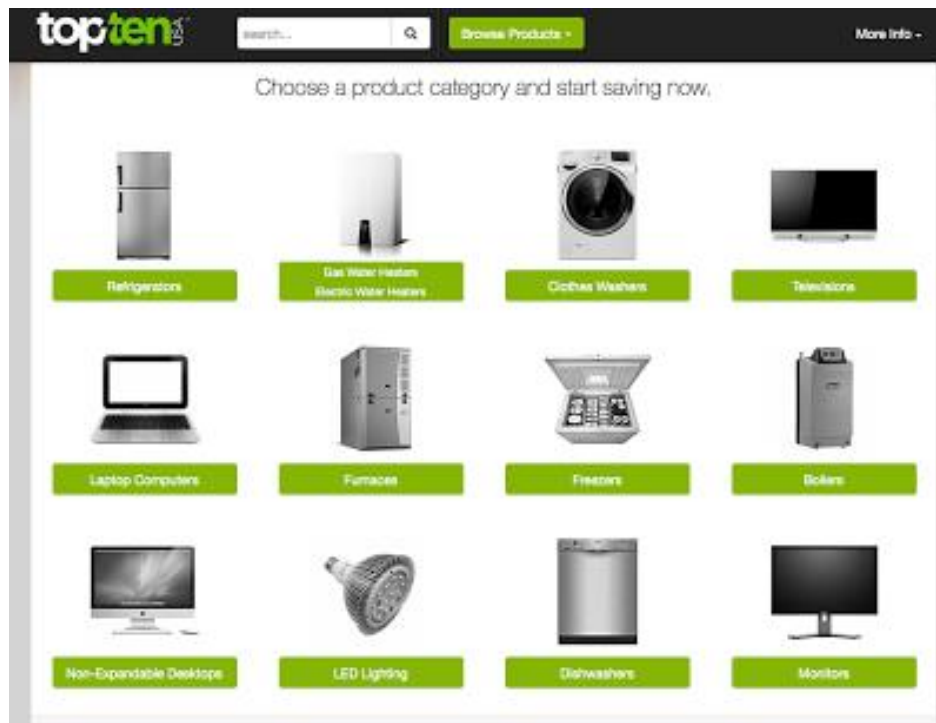 topten USA
search...
Browse Products
More Info
Choose a product category and start saving now.
Refrigerators
Gas Water Heaters
Electric Water Heaters
Clothes Washers
Televisions
Laptop Computers
Furnaces
Freezers
Boilers
Non-Expandable Desktops
LED Lighting
Dishwashers
Monitors